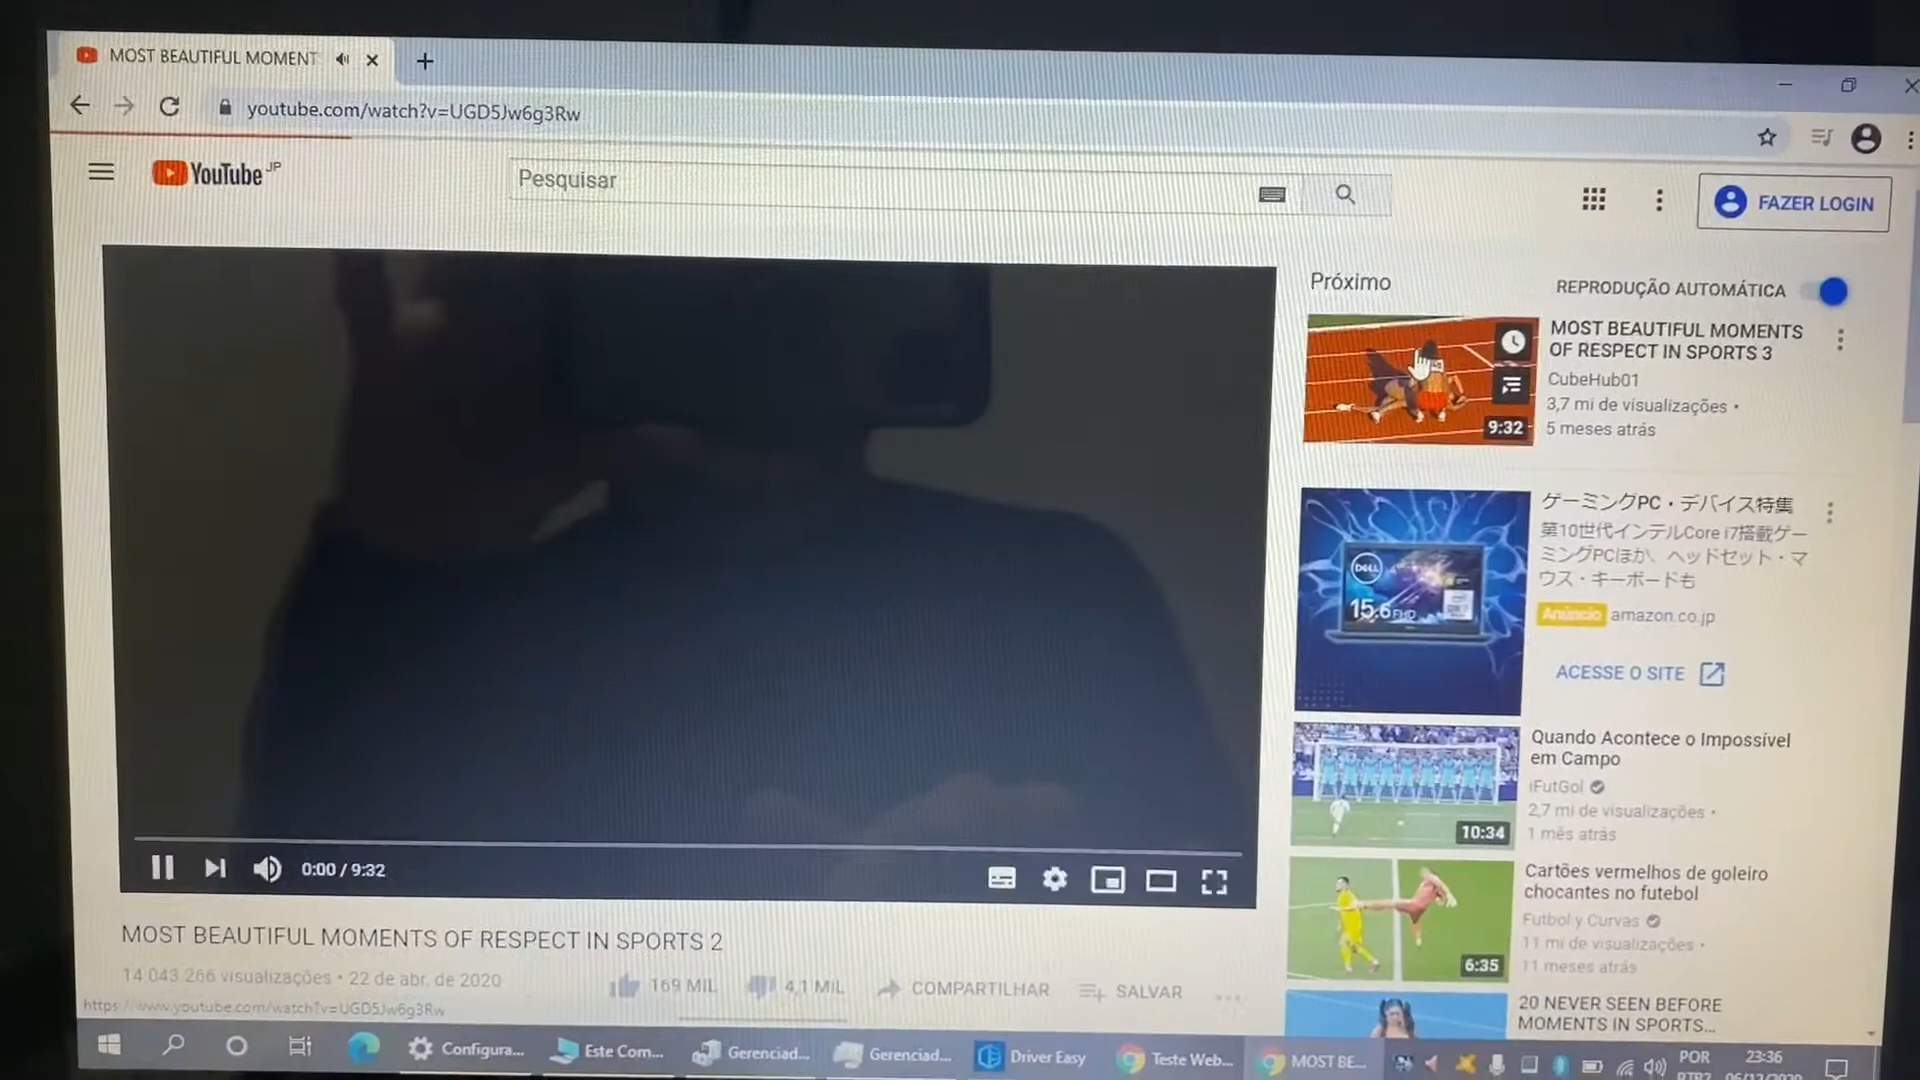 MOST BEAUTIFUL MOMENT
youtube.com/watch?v=UGD5Jw6g3Rw
YouTube JP
Pesquisar
FAZER LOGIN
Próximo
REPRODUÇÃO AUTOMÁTICA
MOST BEAUTIFUL MOMENTS
OF RESPECT IN SPORTS 3
CubeHub01
3,7 mi de visualizações •
5 meses atrás
9:32
ゲーミングPC・デバイス特集
第10世代インテルCore i7搭載ゲー
ミングPCほか、ヘッドセット・マ
ウス・キーボードも
Anúncio amazon.co.jp
ACESSE O SITE
DELL
15.6 FHD
Quando Acontece o Impossível
em Campo
iFutGol
2,7 mi de visualizações •
1 mês atrás
10:34
Cartões vermelhos de goleiro
chocantes no futebol
Futbol y Curvas
11 mi de visualizações •
11 meses atrás
6:35
20 NEVER SEEN BEFORE
MOMENTS IN SPORTS...
0:00 / 9:32
MOST BEAUTIFUL MOMENTS OF RESPECT IN SPORTS 2
14.043.266 visualizações • 22 de abr. de 2020
169 MIL
4,1 MIL
COMPARTILHAR
SALVAR
https://www.youtube.com/watch?v=UGD5Jw6g3Rw
Configura...
Este Com...
Gerenciad...
Gerenciad...
Driver Easy
Teste Web...
MOST BE...
POR
PTB2
23:36
06/12/2020